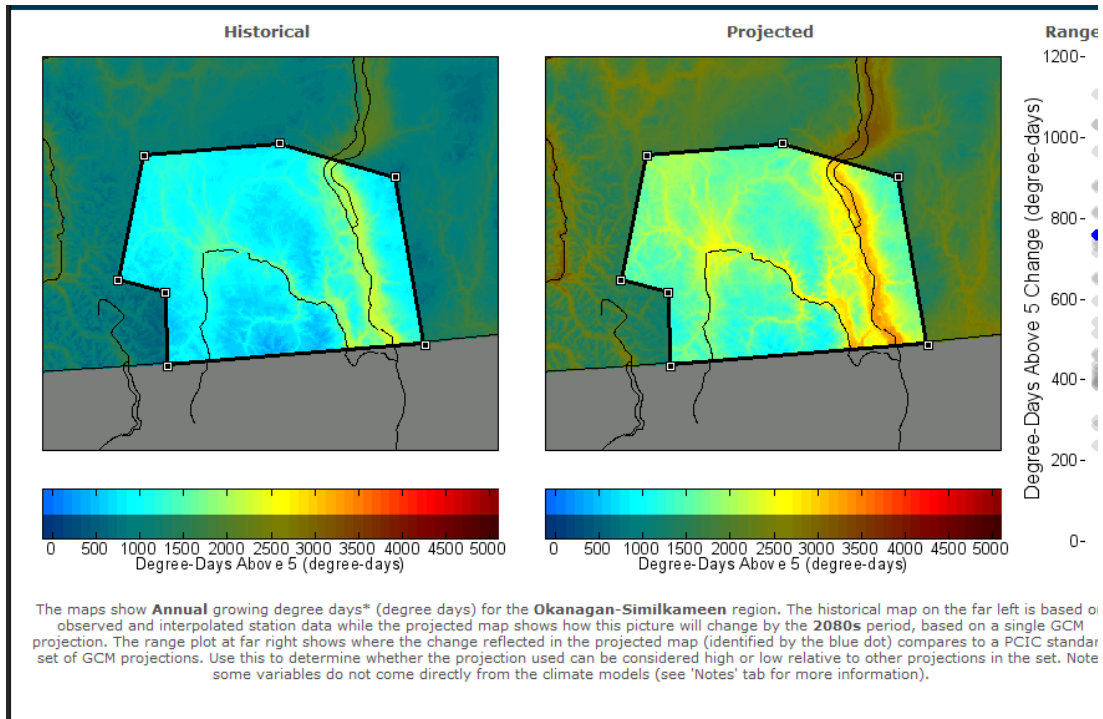 Historical
Projected
Range
Degree-Days Above 5 Change (degree-days)
1200-
1000-
800-
600-
400-
200-
0-
0 500 1000 1500 2000 2500 3000 3500 4000 4500 5000
Degree-Days Above 5 (degree-days)
0 500 1000 1500 2000 2500 3000 3500 4000 4500 5000
Degree-Days Above 5 (degree-days)
The maps show Annual growing degree days* (degree days) for the Okanagan-Similkameen region. The historical map on the far left is based on
observed and interpolated station data while the projected map shows how this picture will change by the 2080s period, based on a single GCM
projection. The range plot at far right shows where the change reflected in the projected map (identified by the blue dot) compares to a PCIC standar
set of GCM projections. Use this to determine whether the projection used can be considered high or low relative to other projections in the set. Note
some variables do not come directly from the climate models (see 'Notes' tab for more information).